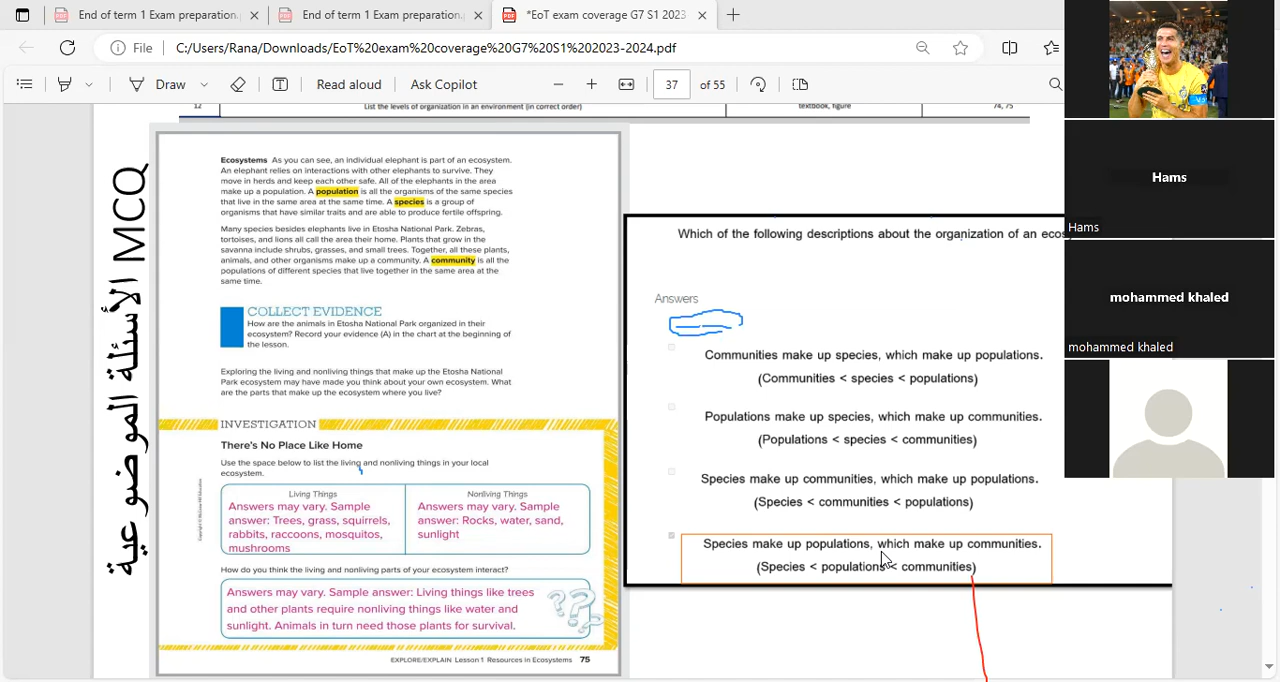 End of term 1 Exam preparation.
End of term 1 Exam preparation.
*EoT exam coverage G7 S1 2023
File
C:/Users/Rana/Downloads/EoT%20exam%20coverage%20G7%20S1%202023-2024.pdf
Draw
Read aloud
Ask Copilot
37
of 55
12
List the levels of organization in an environment (in correct order)
textbook, figure
74, 75
الأسئلة الموضوعية MCQ
Ecosystems As you can see, an individual elephant is part of an ecosystem.
An elephant relies on interactions with other elephants to survive. They
move in herds and keep each other safe. All of the elephants in the area
make up a population. A population is all the organisms of the same species
that live in the same area at the same time. A species is a group of
organisms that have similar traits and are able to produce fertile offspring.
Many species besides elephants live in Etosha National Park. Zebras,
tortoises, and lions all call the area their home. Plants that grow in the
savanna include shrubs, grasses, and small trees. Together, all these plants,
animals, and other organisms make up a community. A community is all the
populations of different species that live together in the same area at the
same time.
COLLECT EVIDENCE
How are the animals in Etosha National Park organized in their
ecosystem? Record your evidence (A) in the chart at the beginning of
the lesson.
Exploring the living and nonliving things that make up the Etosha National
Park ecosystem may have made you think about your own ecosystem. What
are the parts that make up the ecosystem where you live?
INVESTIGATION
There's No Place Like Home
Use the space below to list the living and nonliving things in your local
ecosystem.
Living Things
Answers may vary. Sample
answer: Trees, grass, squirrels,
rabbits, raccoons, mosquitos,
mushrooms
Nonliving Things
Answers may vary. Sample
answer: Rocks, water, sand,
sunlight
How do you think the living and nonliving parts of your ecosystem interact?
Answers may vary. Sample answer: Living things like trees
and other plants require nonliving things like water and
sunlight. Animals in turn need those plants for survival.
???
EXPLORE/EXPLAIN Lesson 1 Resources in Ecosystems 75
Which of the following descriptions about the organization of an ecos
Answers
Communities make up species, which make up populations.
(Communities < species < populations)
Populations make up species, which make up communities.
(Populations < species < communities)
Species make up communities, which make up populations.
(Species < communities < populations)
Species make up populations, which make up communities.
(Species < populations < communities)
Hams
Hams
mohammed khaled
mohammed khaled